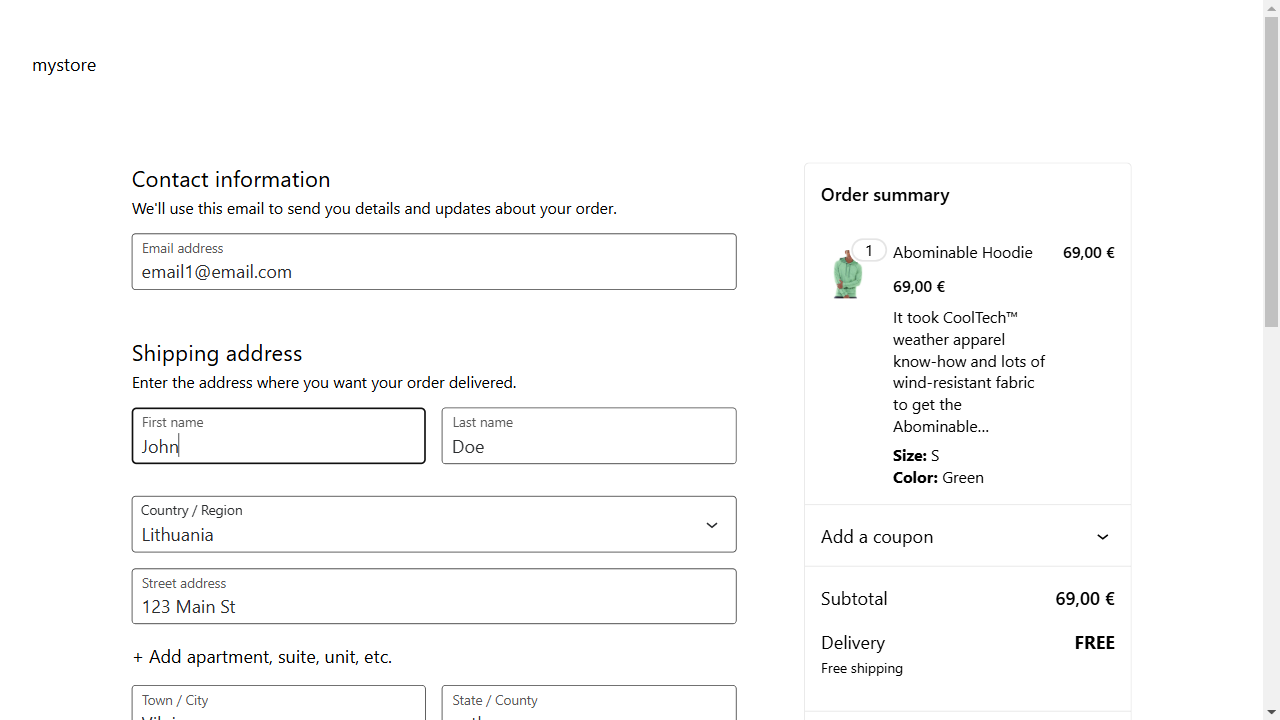 mystore
Contact information
We'll use this email to send you details and updates about your order.
Email address
email1@email.com
Shipping address
Enter the address where you want your order delivered.
First name
John
Last name
Doe
Country / Region
Lithuania
Street address
123 Main St
+ Add apartment, suite, unit, etc.
Town / City
State / County
Order summary
1
Abominable Hoodie 69,00 €
69,00 €
It took CoolTech™
weather apparel
know-how and lots of
wind-resistant fabric
to get the
Abominable…
Size: S
Color: Green
Add a coupon
Subtotal 69,00 €
Delivery FREE
Free shipping